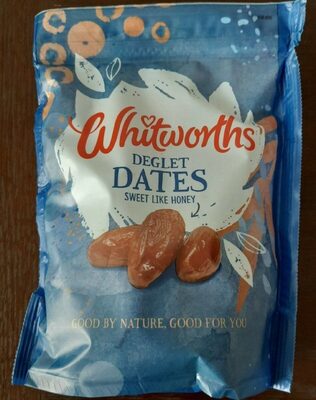 Whitworths
DEGLET
DATES
SWEET LIKE HONEY
GOOD BY NATURE, GOOD FOR YOU